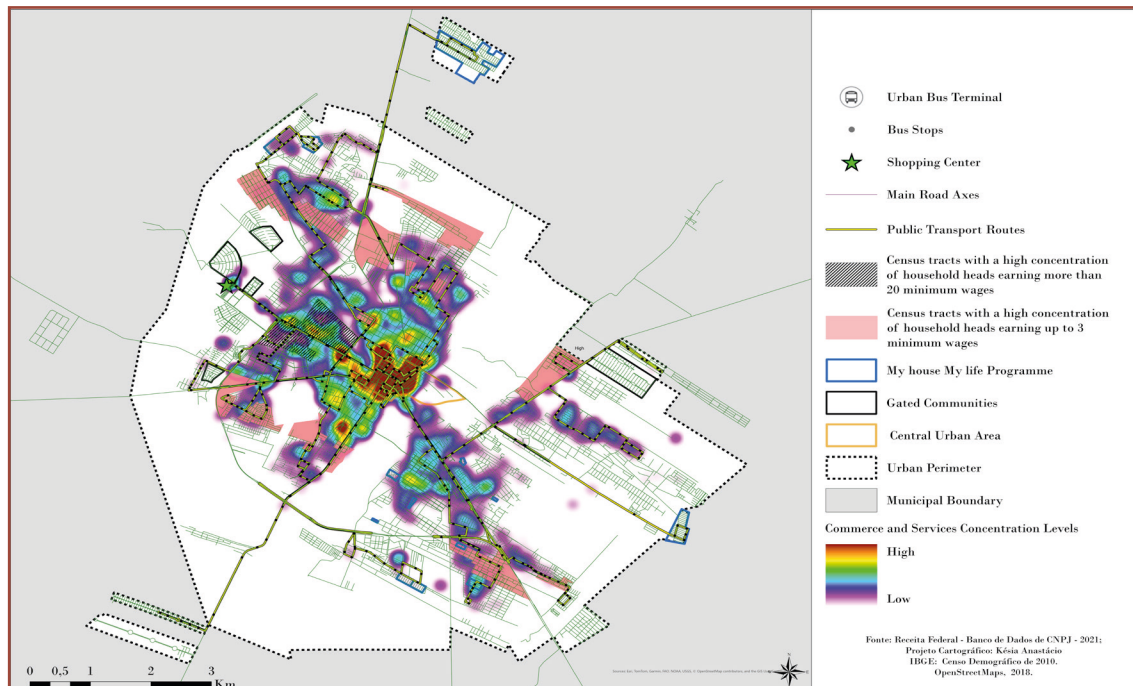 High
0 0,5 1 2 3
Km
Urban Bus Terminal
Bus Stops
Shopping Center
Main Road Axes
Public Transport Routes
Census tracts with a high concentration
of household heads earning more than
20 minimum wages
Census tracts with a high concentration
of household heads earning up to 3
minimum wages
My house My life Programme
Gated Communities
Central Urban Area
Urban Perimeter
Municipal Boundary
Commerce and Services Concentration Levels
High
Low
Fonte: Receita Federal - Banco de Dados de CNPJ - 2021;
Projeto Cartográfico: Késia Anastácio
IBGE: Censo Demográfico de 2010.
OpenStreetMaps, 2018.